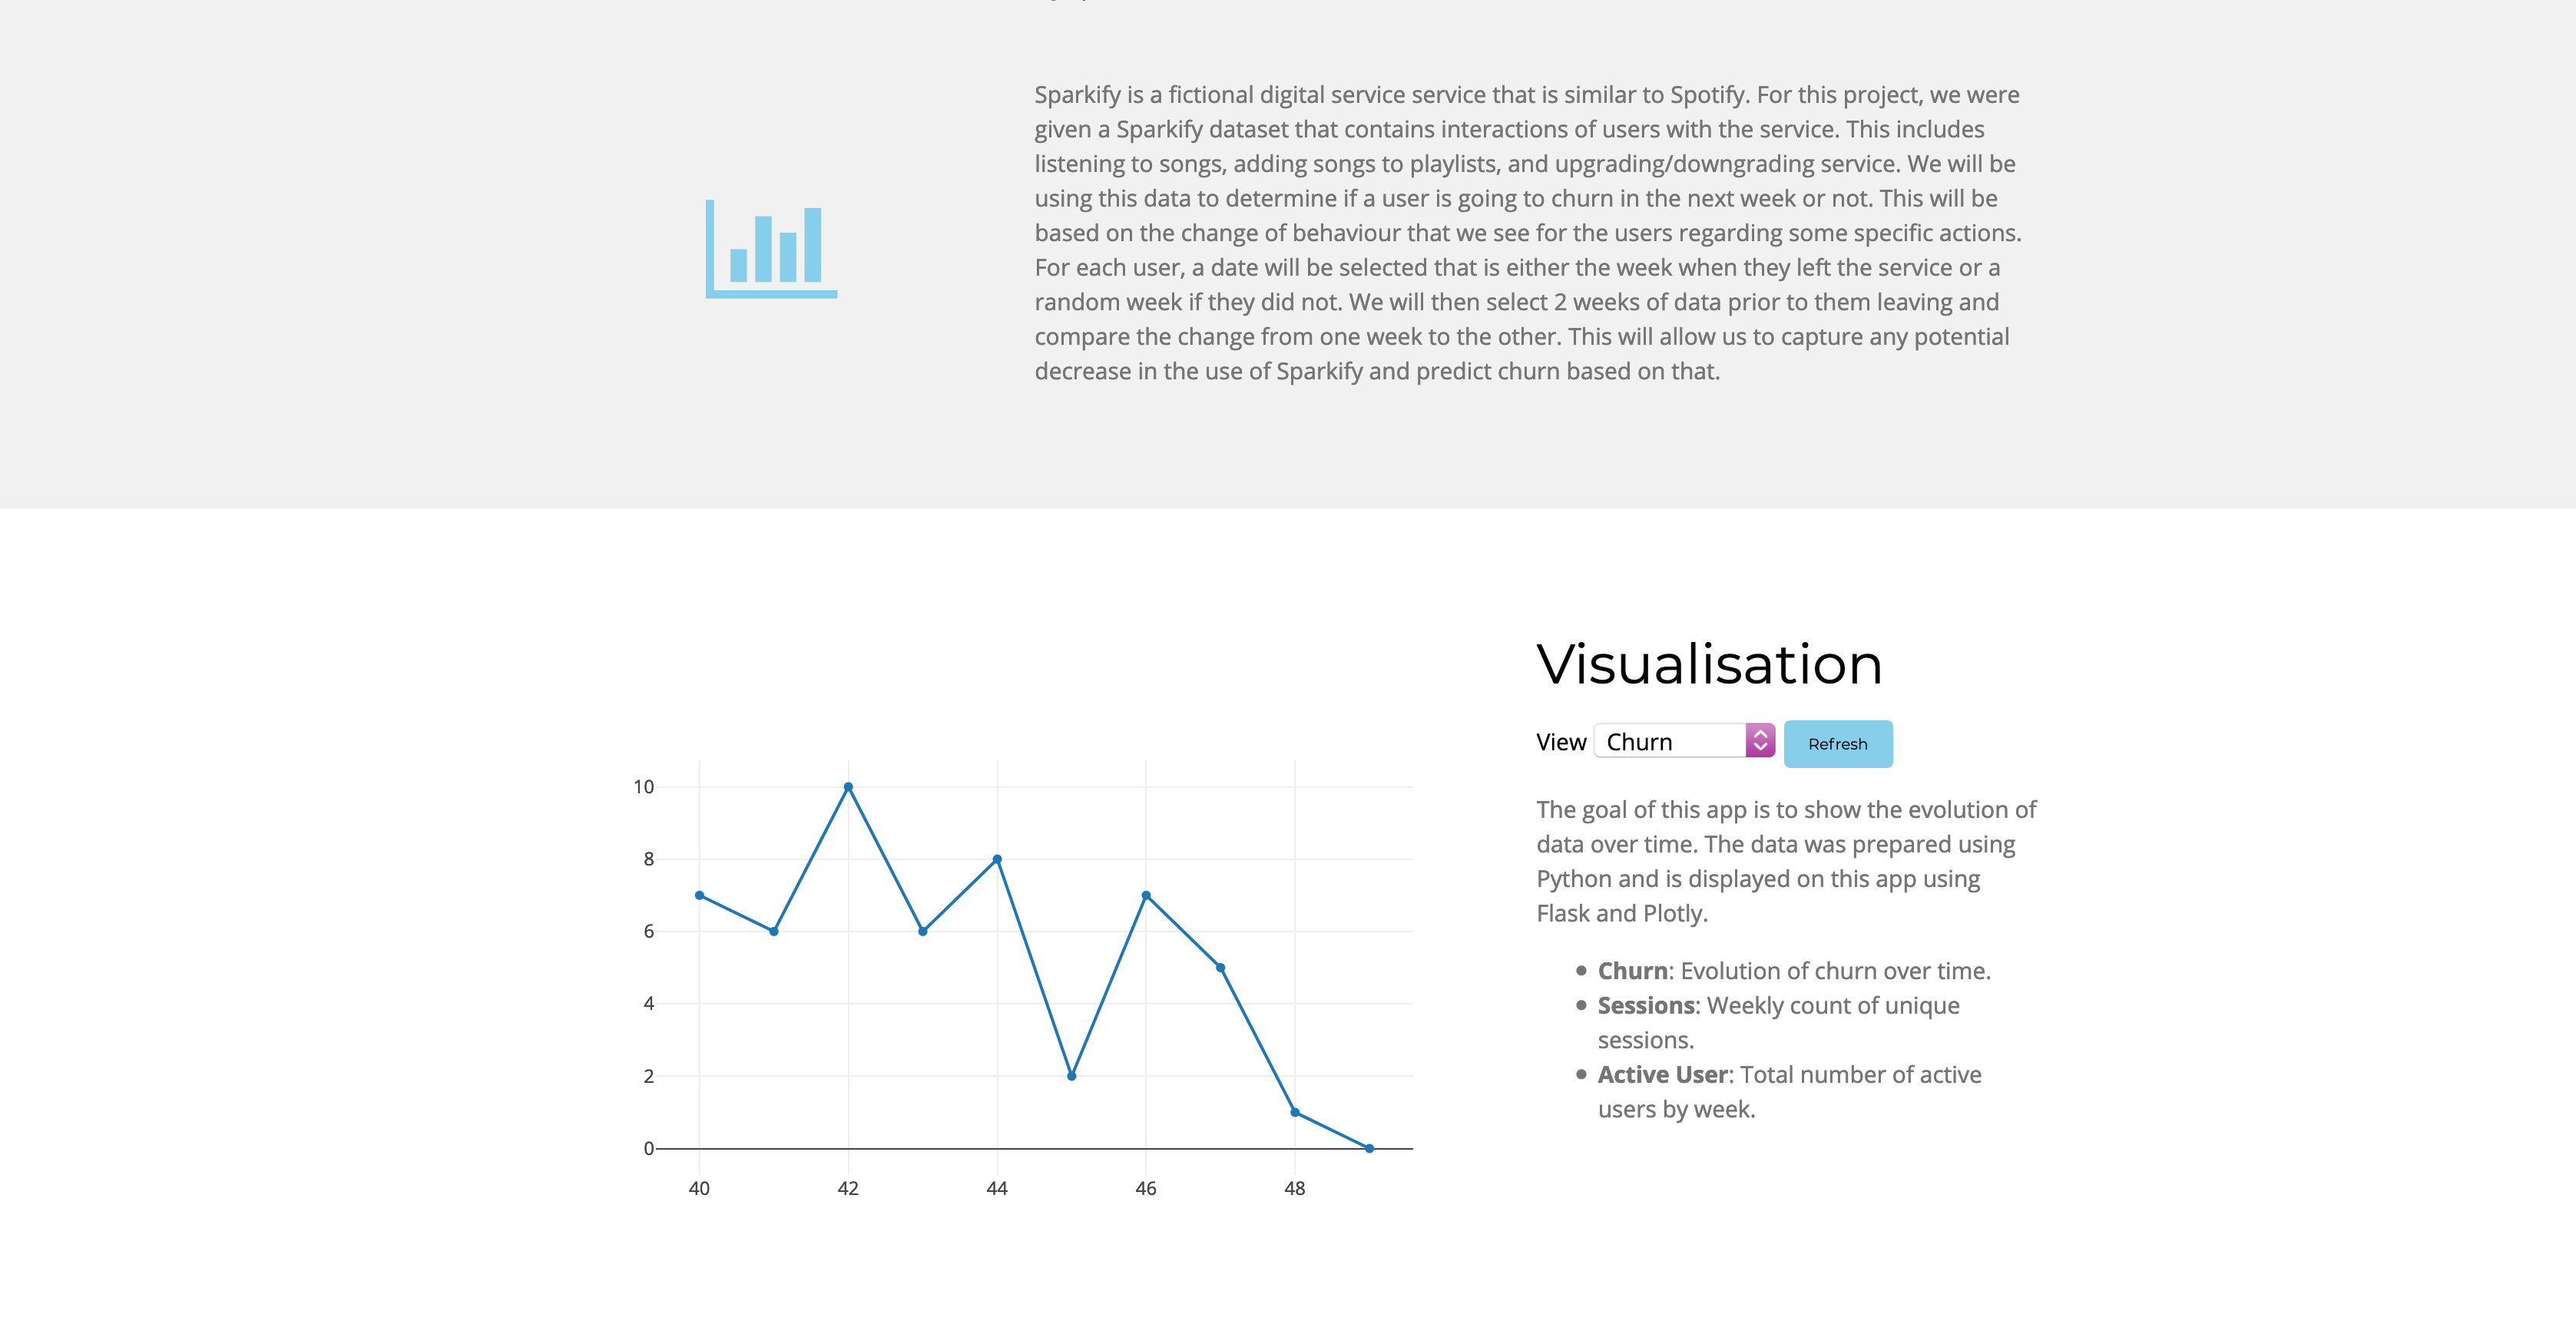 Sparkify is a fictional digital service service that is similar to Spotify. For this project, we were
given a Sparkify dataset that contains interactions of users with the service. This includes
listening to songs, adding songs to playlists, and upgrading/downgrading service. We will be
using this data to determine if a user is going to churn in the next week or not. This will be
based on the change of behaviour that we see for the users regarding some specific actions.
For each user, a date will be selected that is either the week when they left the service or a
random week if they did not. We will then select 2 weeks of data prior to them leaving and
compare the change from one week to the other. This will allow us to capture any potential
decrease in the use of Sparkify and predict churn based on that.
10
8
6
4
2
0
40 42 44 46 48
Visualisation
View Churn Refresh
The goal of this app is to show the evolution of
data over time. The data was prepared using
Python and is displayed on this app using
Flask and Plotly.
• Churn: Evolution of churn over time.
• Sessions: Weekly count of unique
sessions.
• Active User: Total number of active
users by week.